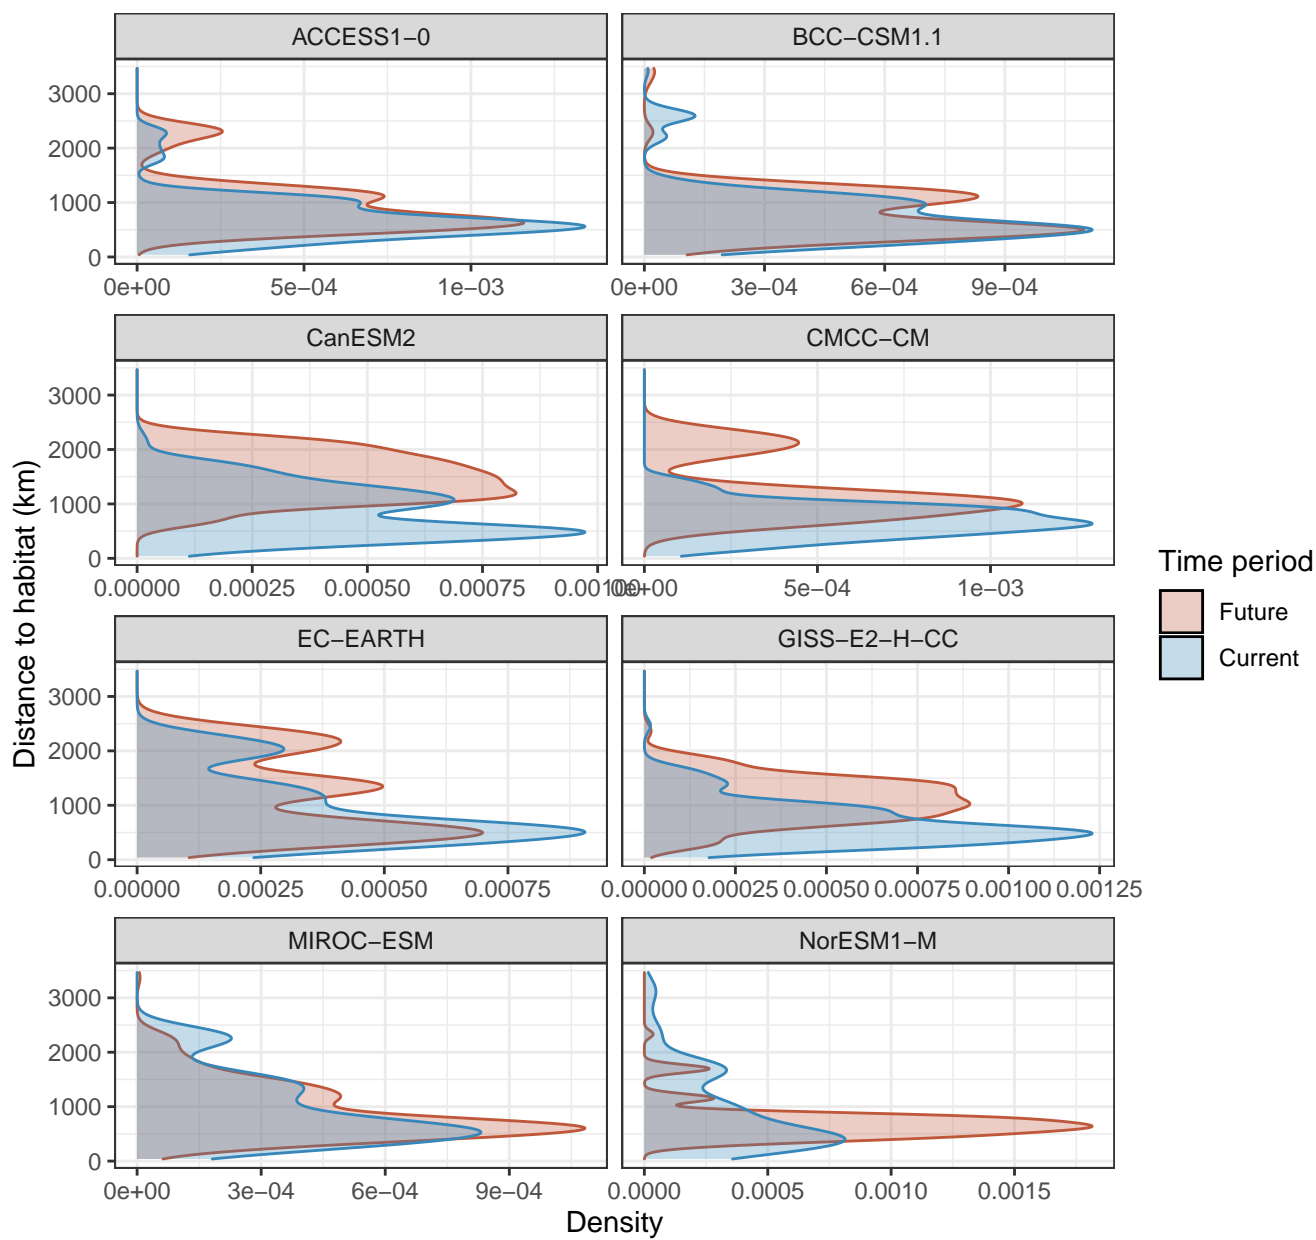 ACCESS1−0
BCC−CSM1.1
3000
2000
1000
0
0e+00 5e−04 1e−03
0e+00 3e−04 6e−04 9e−04
CanESM2
CMCC−CM
3000
2000
1000
0
0.00000 0.00025 0.00050 0.00075 0.00100
0e+00 5e−04 1e−03
EC−EARTH
GISS−E2−H−CC
3000
2000
1000
0
0.00000 0.00025 0.00050 0.00075
0.00000 0.00025 0.00050 0.00075 0.00100 0.00125
MIROC−ESM
NorESM1−M
3000
2000
1000
0
0e+00 3e−04 6e−04 9e−04
0.0000 0.0005 0.0010 0.0015
Density
Distance to habitat (km)
Time period
Future
Current